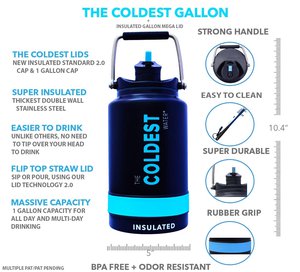 THE COLDEST GALLON
+
INSULATED GALLON MEGA LID
THE COLDEST LIDS
NEW INSULATED STANDARD 2.0
CAP & 1 GALLON CAP
SUPER INSULATED
THICKEST DOUBLE WALL
STAINLESS STEEL
EASIER TO DRINK
UNLIKE OTHERS, NO NEED
TO TIP OVER YOUR HEAD
TO DRINK
FLIP TOP STRAW LID
SIP OR POUR, USING OUR
LID TECHNOLOGY 2.0
MASSIVE CAPACITY
1 GALLON CAPACITY FOR
ALL DAY AND MULTI-DAY
DRINKING
MULTIPLE PAT/PAT PENDING
THE
COLDEST
WATER
INSULATED
5"
STRONG HANDLE
EASY TO CLEAN
10.4"
SUPER DURABLE
RUBBER GRIP
BPA FREE + ODOR RESISTANT